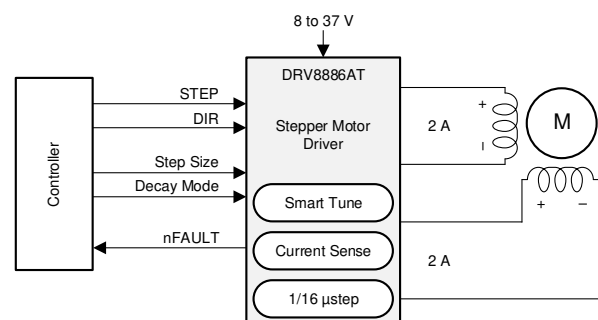 8 to 37 V
DRV8886AT
Stepper Motor
Driver
Controller
STEP
DIR
Step Size
Decay Mode
nFAULT
Smart Tune
Current Sense
1/16 µstep
+
2 A
–
M
+ –
2 A